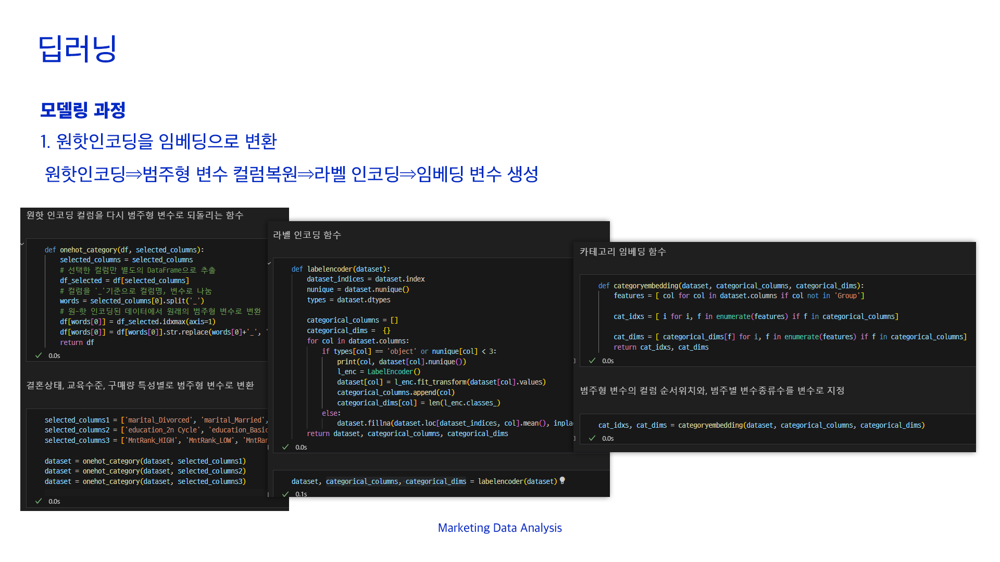 딥러닝
모델링 과정
1. 원핫인코딩을 임베딩으로 변환
원핫인코딩⇒범주형 변수 컬럼복원⇒라벨 인코딩⇒임베딩 변수 생성
원핫 인코딩 컬럼을 다시 범주형 변수로 되돌리는 함수
def onehot_category(df, selected_columns):
selected_columns = selected_columns
# 선택한 컬럼만 별도의 DataFrame으로 추출
df_selected = df[selected_columns]
# 컬럼을 '_'기준으로 컬럼명, 변수로 나눔
words = selected_columns[0].split('_')
# 원-핫 인코딩된 데이터에서 원래의 범주형 변수로 변환
df[words[0]] = df_selected.idxmax(axis=1)
df[words[0]] = df[words[0]].str.replace(words[0]+'_', '
return df
0.0s
결혼상태, 교육수준, 구매량 특성별로 범주형 변수로 변환
selected_columns1 = ['marital_Divorced', 'marital_Married',
selected_columns2 = ['education_2n Cycle', 'education_Basic
selected_columns3 = ['MntRank_HIGH', 'MntRank_LOW', 'MntRan
dataset = onehot_category(dataset, selected_columns1)
dataset = onehot_category(dataset, selected_columns2)
dataset = onehot_category(dataset, selected_columns3)
0.0s
라벨 인코딩 함수
def labelencoder(dataset):
dataset_indices = dataset.index
nunique = dataset.nunique()
types = dataset.dtypes
categorical_columns = []
categorical_dims =  {}
for col in dataset.columns:
if types[col] == 'object' or nunique[col] < 3:
print(col, dataset[col].nunique())
l_enc = LabelEncoder()
dataset[col] = l_enc.fit_transform(dataset[col].values)
categorical_columns.append(col)
categorical_dims[col] = len(l_enc.classes_)
else:
dataset.fillna(dataset.loc[dataset_indices, col].mean(), inpla
return dataset, categorical_columns, categorical_dims
0.0s
dataset, categorical_columns, categorical_dims = labelencoder(dataset)
0.1s
카테고리 임베딩 함수
def categoryembedding(dataset, categorical_columns, categorical_dims):
features = [ col for col in dataset.columns if col not in 'Group']
cat_idxs = [ i for i, f in enumerate(features) if f in categorical_columns]
cat_dims = [ categorical_dims[f] for i, f in enumerate(features) if f in categorical_columns]
return cat_idxs, cat_dims
0.0s
범주형 변수의 컬럼 순서위치와, 범주별 변수종류수를 변수로 지정
cat_idxs, cat_dims = categoryembedding(dataset, categorical_columns, categorical_dims)
0.0s
Marketing Data Analysis